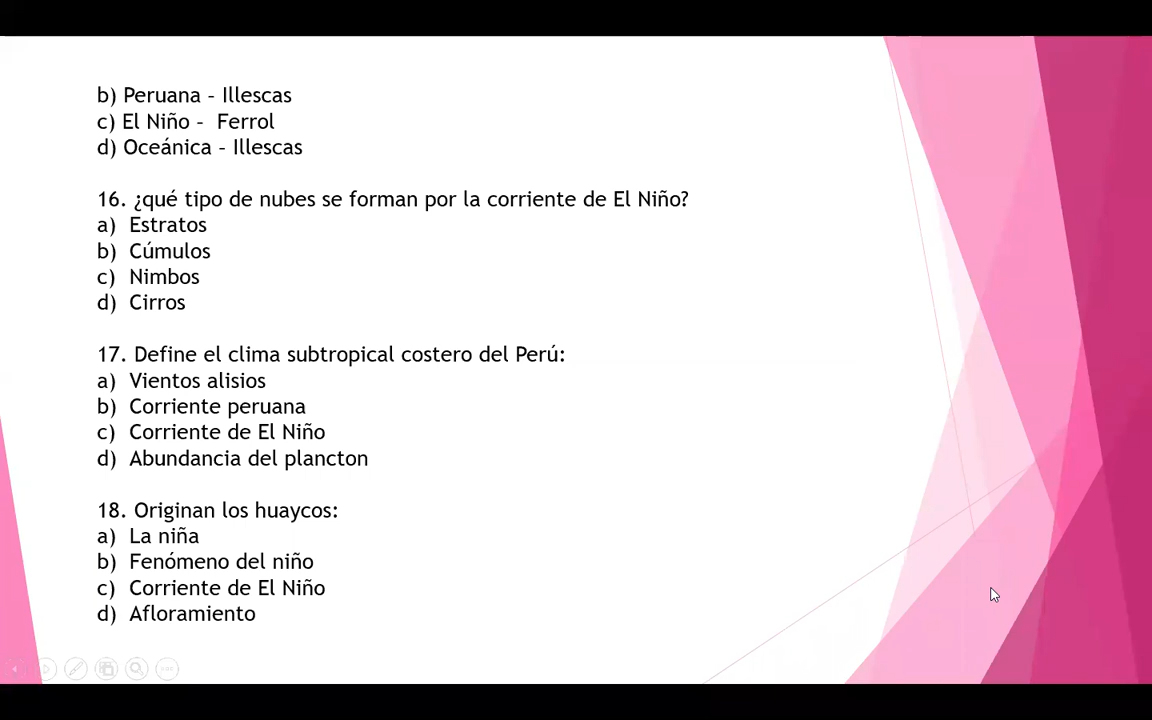 b) Peruana – Illescas
c) El Niño –  Ferrol
d) Oceánica – Illescas
16. ¿qué tipo de nubes se forman por la corriente de El Niño?
a)  Estratos
b)  Cúmulos
c)  Nimbos
d)  Cirros
17. Define el clima subtropical costero del Perú:
a)  Vientos alisios
b)  Corriente peruana
c)  Corriente de El Niño
d)  Abundancia del plancton
18. Originan los huaycos:
a)  La niña
b)  Fenómeno del niño
c)  Corriente de El Niño
d)  Afloramiento